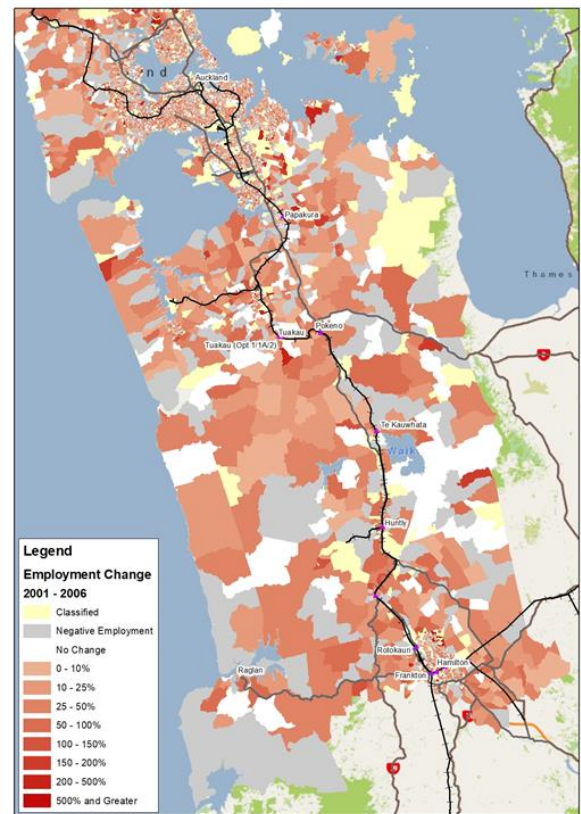 nd
Auckland
Papakura
Thames
Tuakau
Pokeno
Tuakau (Opt 1/1A/2)
Te Kauwhata
Waik
Huntly
Rotokauri
Hamilton
Frankton
Raglan
Legend
Employment Change
2001 - 2006
Classified
Negative Employment
No Change
0 - 10%
10 - 25%
25 - 50%
50 - 100%
100 - 150%
150 - 200%
200 - 500%
500% and Greater